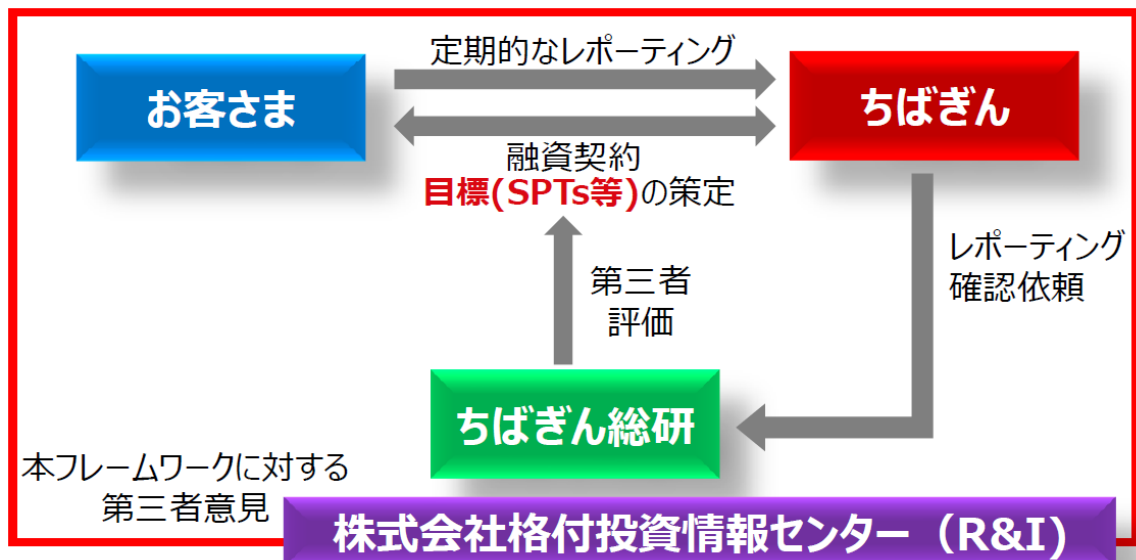 定期的なレポーティング
お客さま
ちばぎん
融資契約
目標(SPTs等)の策定
レポーティング
確認依頼
第三者
評価
ちばぎん総研
本フレームワークに対する
第三者意見
株式会社格付投資情報センター（R&I)